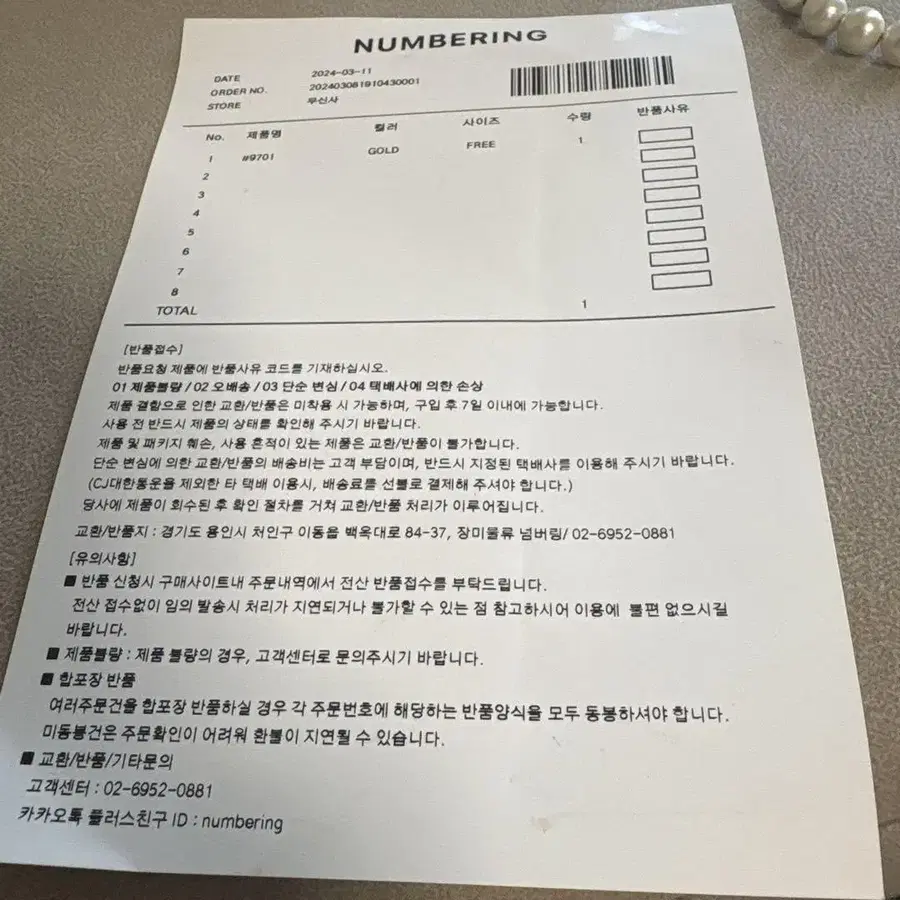 NUMBERING
DATE 2024-03-11
ORDER NO. 202403081910430001
STORE 무신사
No. 제품명 컬러 사이즈 수량 반품사유
1 #9701 GOLD FREE 1
2
3
4
5
6
7
8
TOTAL 1
[반품접수]
반품요청 제품에 반품사유 코드를 기재하십시오.
01 제품불량 / 02 오배송 / 03 단순 변심 / 04 택배사에 의한 손상
제품 결함으로 인한 교환/반품은 미착용 시 가능하며, 구입 후 7일 이내에 가능합니다.
사용 전 반드시 제품의 상태를 확인해 주시기 바랍니다.
제품 및 패키지 훼손, 사용 흔적이 있는 제품은 교환/반품이 불가합니다.
단순 변심에 의한 교환/반품의 배송비는 고객 부담이며, 반드시 지정된 택배사를 이용해 주시기 바랍니다.
(CJ대한통운을 제외한 타 택배 이용시, 배송료를 선불로 결제해 주셔야 합니다.)
당사에 제품이 회수된 후 확인 절차를 거쳐 교환/반품 처리가 이루어집니다.
교환/반품지 : 경기도 용인시 처인구 이동읍 백옥대로 84-37, 장미물류 넘버링/ 02-6952-0881
[유의사항]
■ 반품 신청시 구매사이트내 주문내역에서 전산 반품접수를 부탁드립니다.
전산 접수없이 임의 발송시 처리가 지연되거나 불가할 수 있는 점 참고하시어 이용에 불편 없으시길
바랍니다.
■ 제품불량 : 제품 불량의 경우, 고객센터로 문의주시기 바랍니다.
■ 합포장 반품
여러주문건을 합포장 반품하실 경우 각 주문번호에 해당하는 반품양식을 모두 동봉하셔야 합니다.
미동봉건은 주문확인이 어려워 환불이 지연될 수 있습니다.
■ 교환/반품/기타문의
고객센터 : 02-6952-0881
카카오톡 플러스친구 ID : numbering